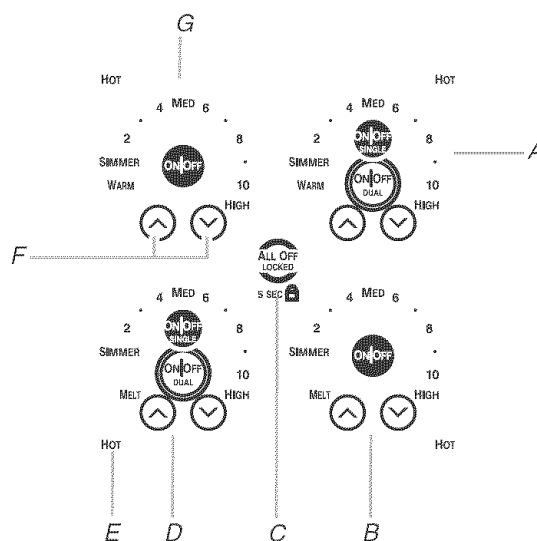 G
HOT HOT
4 MED 6 4 MED 6
ON OFF SINGLE
2 8 2 8
A
SIMMER ON OFF SIMMER
WARM 10 WARM ON OFF DUAL 10
HIGH HIGH
F
ALL OFF
LOCKED
5 SEC
4 MED 6 4 MED 6
2 ON OFF SINGLE 8 2 8
SIMMER SIMMER ON OFF
ON OFF DUAL 10 10
MELT HIGH MELT HIGH
HOT HOT
E D C B